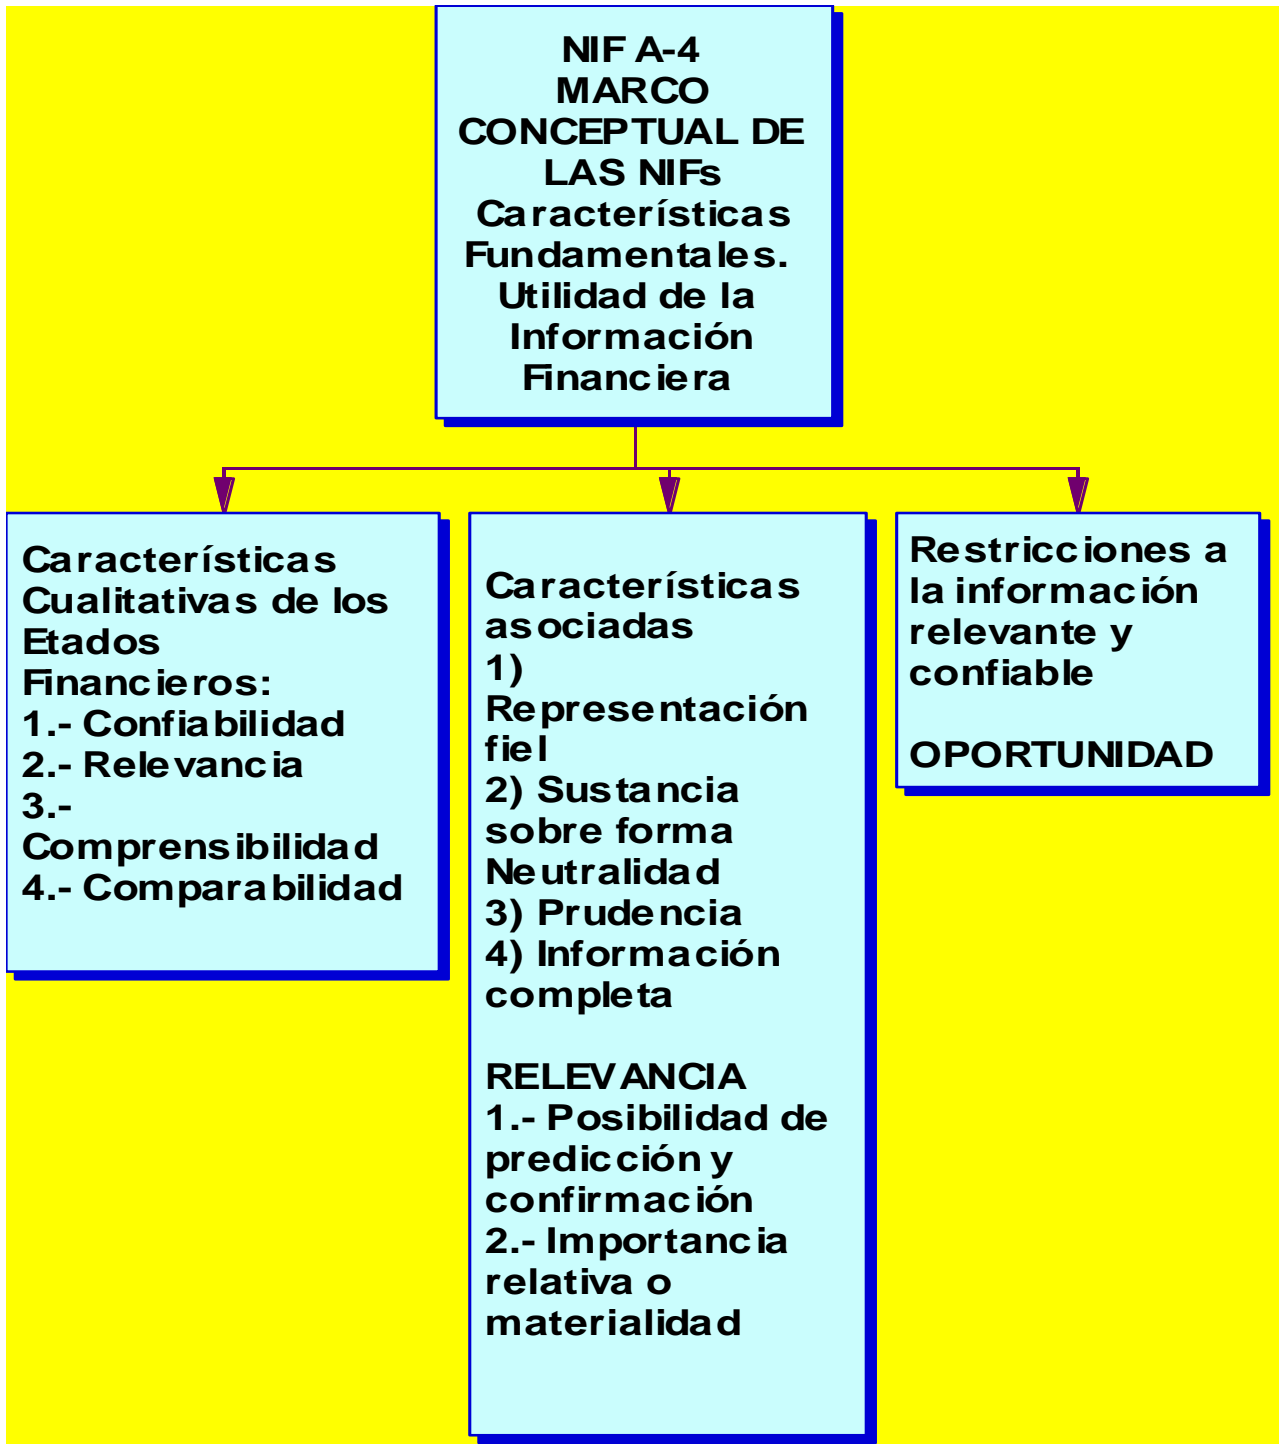 NIF A-4
MARCO
CONCEPTUAL DE
LAS NIFs
Características
Fundamentales.
Utilidad de la
Información
Financiera
Características
Cualitativas de los
Etados
Financieros:
1.- Confiabilidad
2.- Relevancia
3.-
Comprensibilidad
4.- Comparabilidad
Características
asociadas
1)
Representación
fiel
2) Sustancia
sobre forma
Neutralidad
3) Prudencia
4) Información
completa
RELEVANCIA
1.- Posibilidad de
predicción y
confirmación
2.- Importancia
relativa o
materialidad
Restricciones a
la información
relevante y
confiable
OPORTUNIDAD